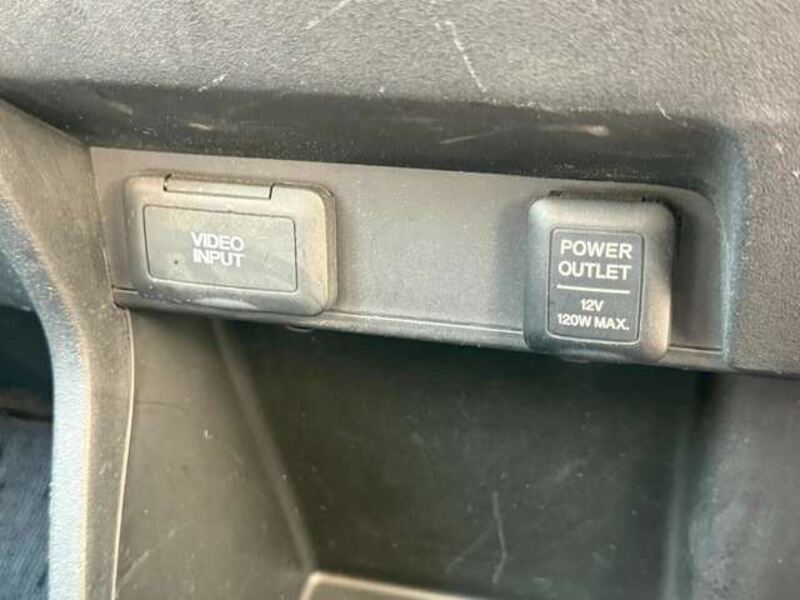 VIDEO
INPUT
POWER
OUTLET
12V
120W MAX.